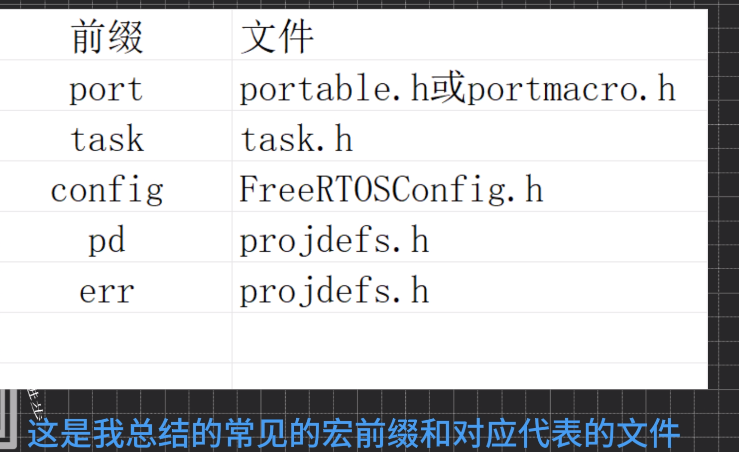 前缀 文件
port portable.h或portmacro.h
task task.h
config FreeRTOSConfig.h
pd projdefs.h
err projdefs.h
这是我总结的常见的宏前缀和对应代表的文件